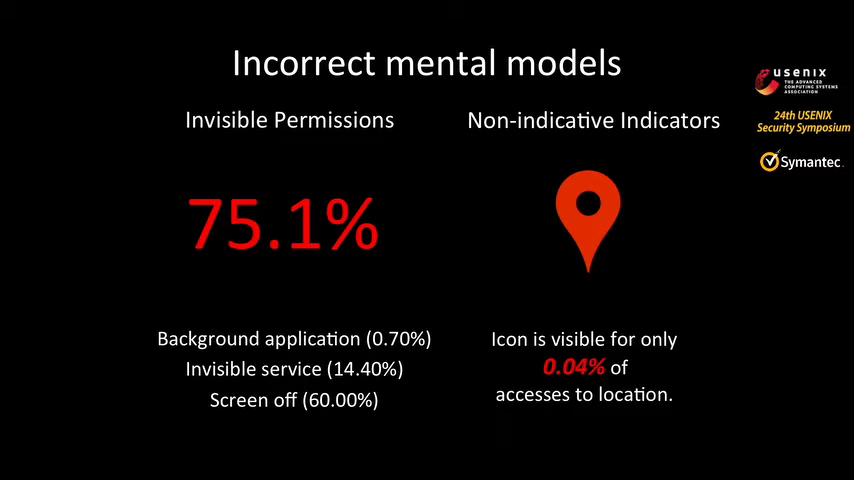 Incorrect mental models
Invisible Permissions
Non-indicative Indicators
75.1%
Background application (0.70%)
Invisible service (14.40%)
Screen off (60.00%)
Icon is visible for only
0.04% of
accesses to location.
usenix
THE ADVANCED
COMPUTING SYSTEMS
ASSOCIATION
24th USENIX
Security Symposium
Symantec.